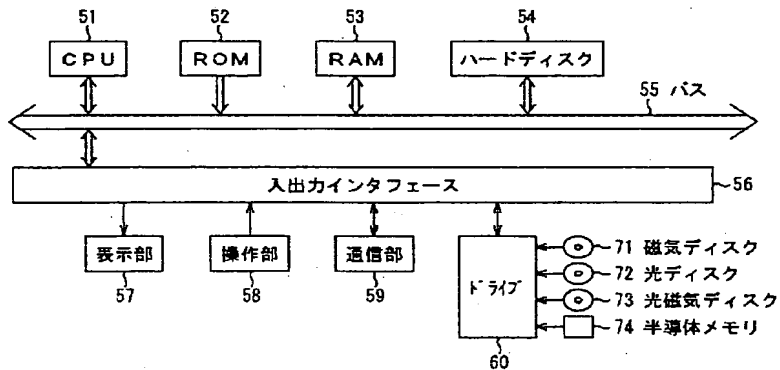 51 52 53 54
CPU ROM RAM ハードディスク
55 バス
入出力インタフェース
56
表示部 操作部 通信部 ドライブ
57 58 59 60
71 磁気ディスク
72 光ディスク
73 光磁気ディスク
74 半導体メモリ